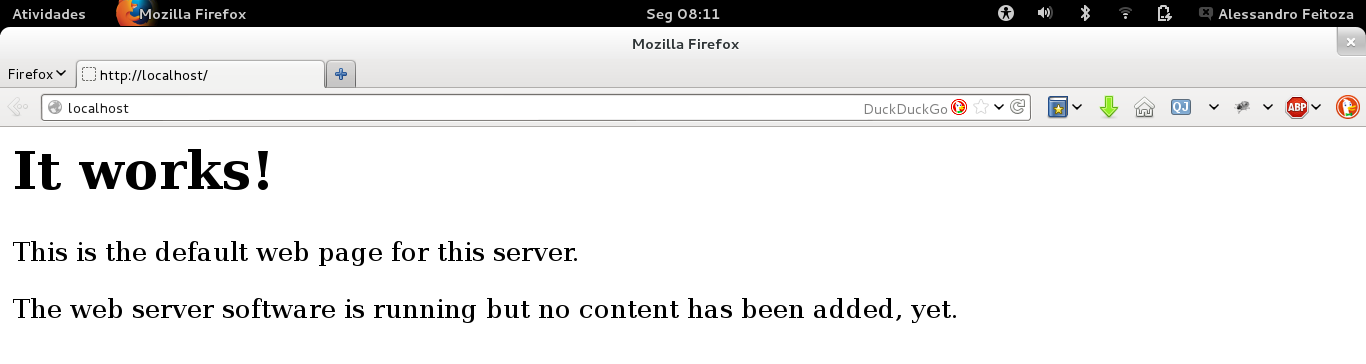 Atividades Mozilla Firefox Seg 08:11 Alessandro Feitoza
Mozilla Firefox
Firefox http://localhost/
localhost DuckDuckGo QJ ABP
It works!
This is the default web page for this server.
The web server software is running but no content has been added, yet.